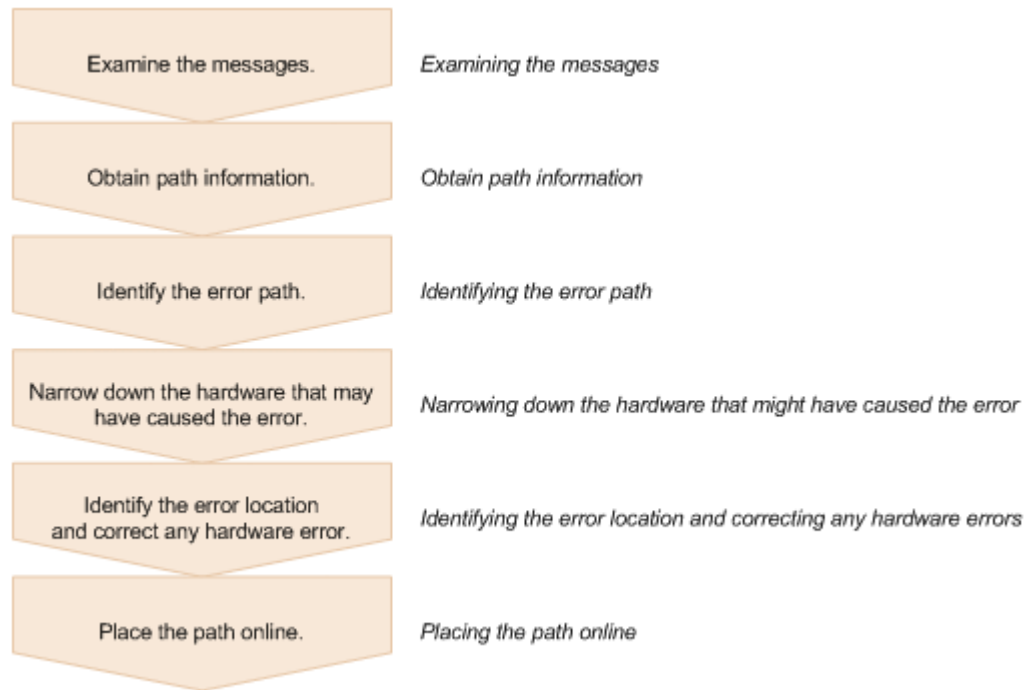 Examine the messages.
Examining the messages
Obtain path information.
Obtain path information
Identify the error path.
Identifying the error path
Narrow down the hardware that may
have caused the error.
Narrowing down the hardware that might have caused the error
Identify the error location
and correct any hardware error.
Identifying the error location and correcting any hardware errors
Place the path online.
Placing the path online